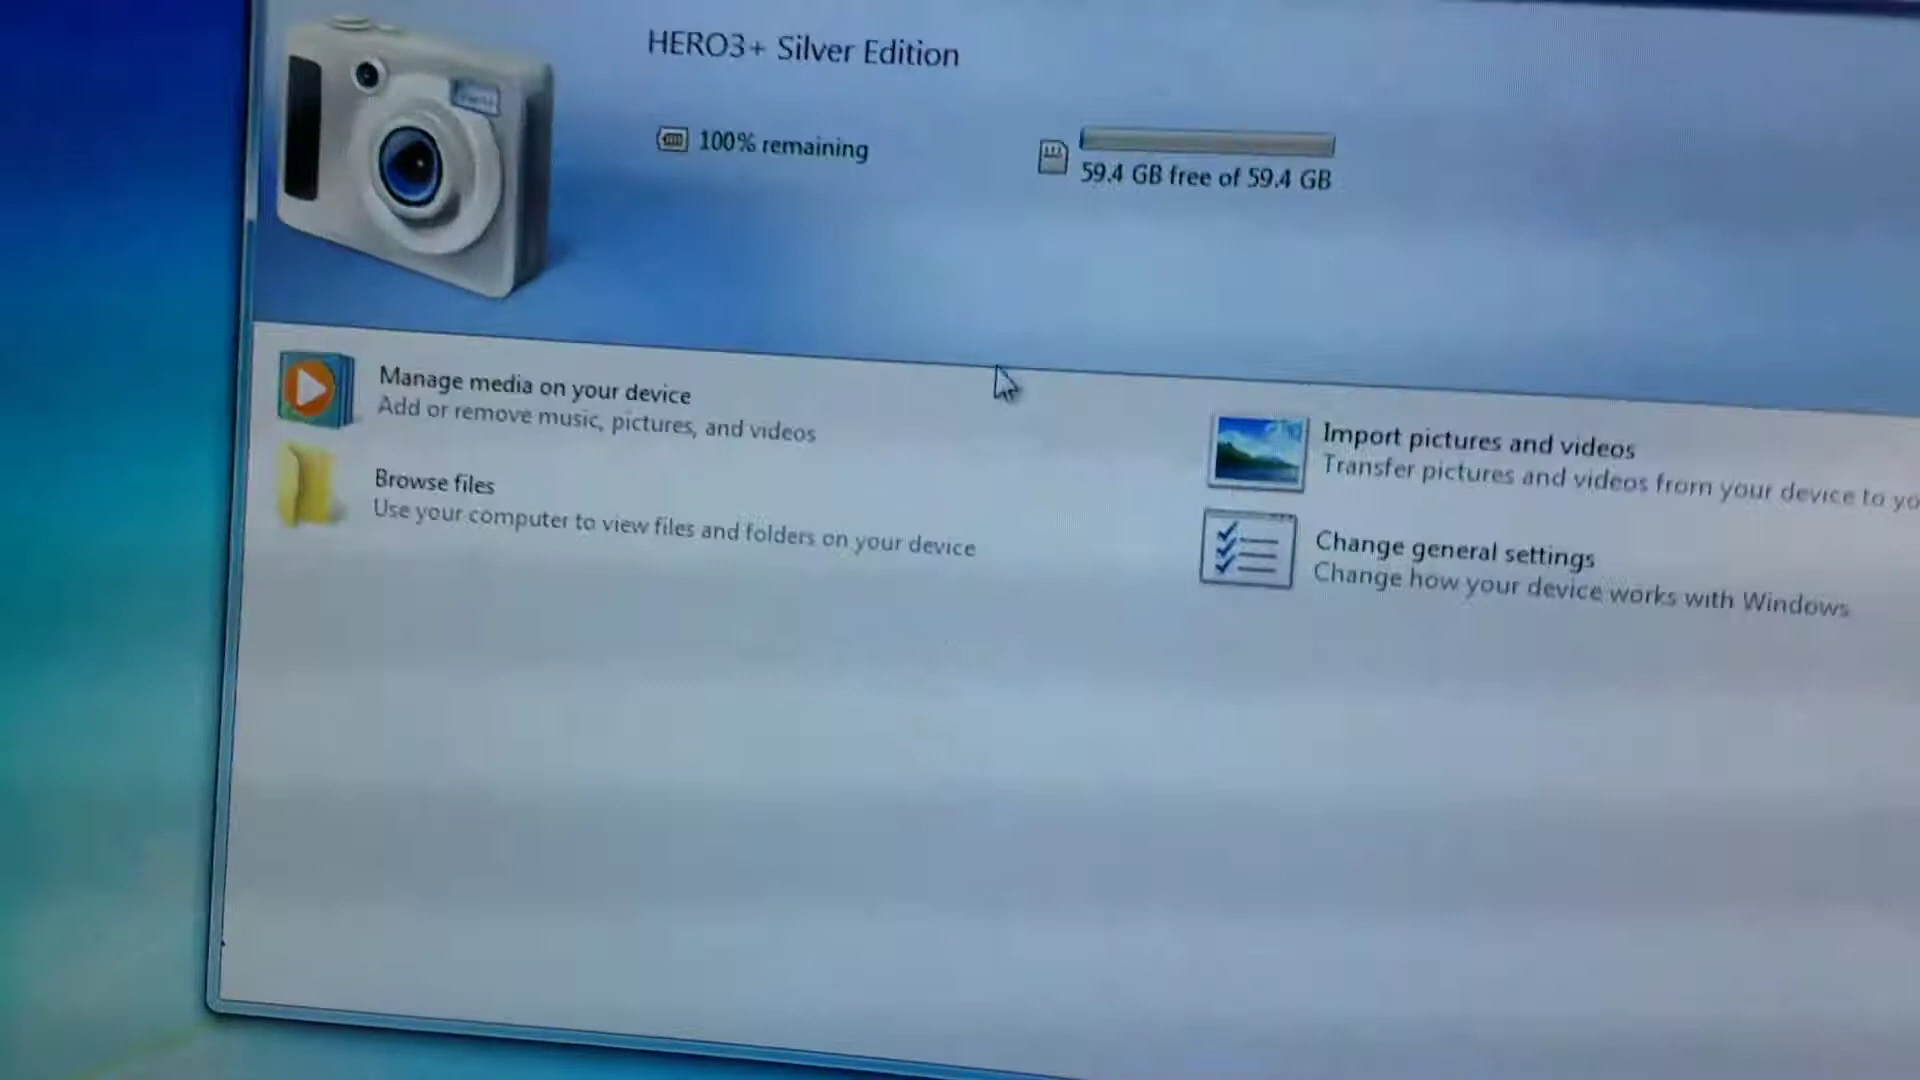 HERO3+ Silver Edition
100% remaining
59.4 GB free of 59.4 GB
Manage media on your device
Add or remove music, pictures, and videos
Browse files
Use your computer to view files and folders on your device
Import pictures and videos
Transfer pictures and videos from your device to yo
Change general settings
Change how your device works with Windows